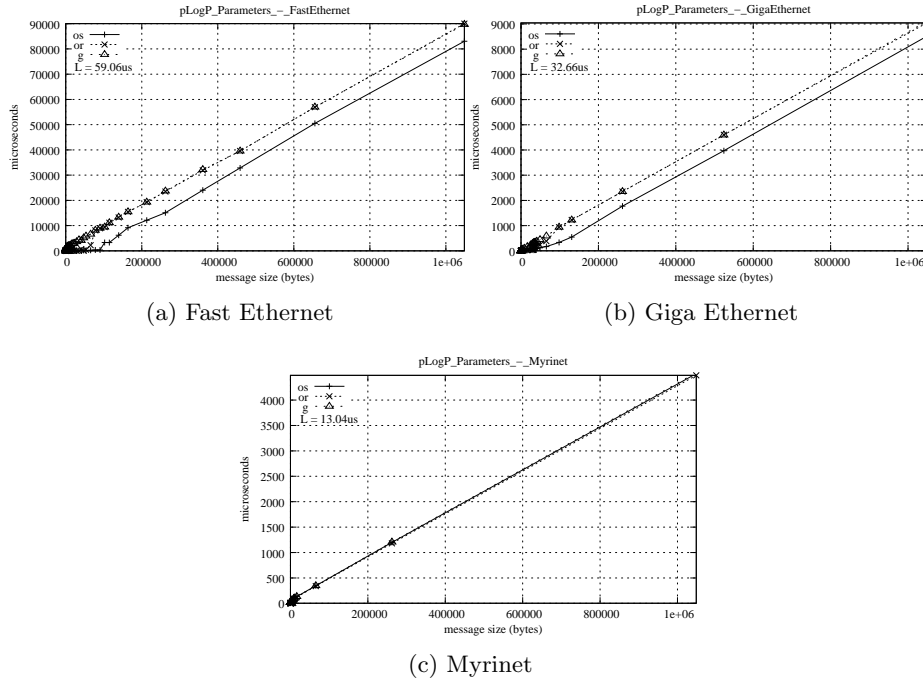 pLogP_Parameters_-_FastEthernet
90000
80000
70000
60000
50000
40000
30000
20000
10000
0
microseconds
os
or
g
L = 59.06us
0 200000 400000 600000 800000 1e+06
message size (bytes)
(a) Fast Ethernet
pLogP_Parameters_-_GigaEthernet
9000
8000
7000
6000
5000
4000
3000
2000
1000
0
microseconds
os
or
g
L = 32.66us
0 200000 400000 600000 800000 1e+06
message size (bytes)
(b) Giga Ethernet
pLogP_Parameters_-_Myrinet
4000
3500
3000
2500
2000
1500
1000
500
0
microseconds
os
or
g
L = 13.04us
0 200000 400000 600000 800000 1e+06
message size (bytes)
(c) Myrinet